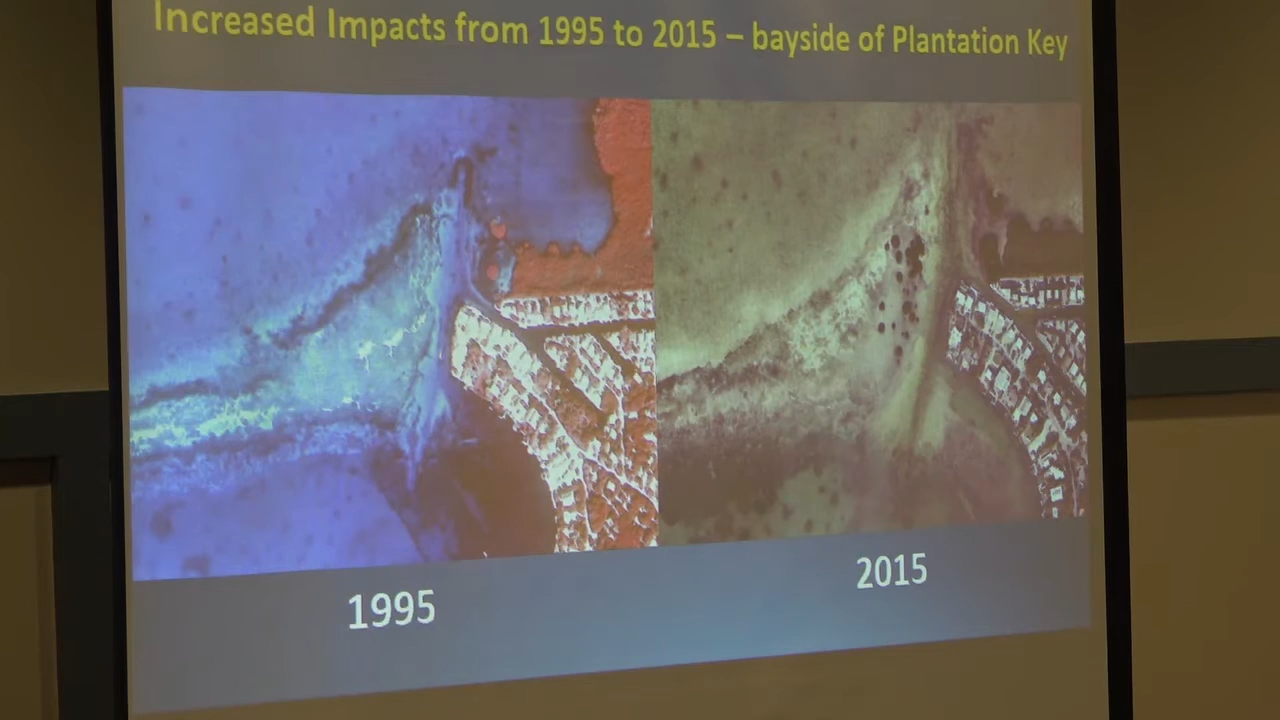 Increased Impacts from 1995 to 2015 – bayside of Plantation Key
1995
2015